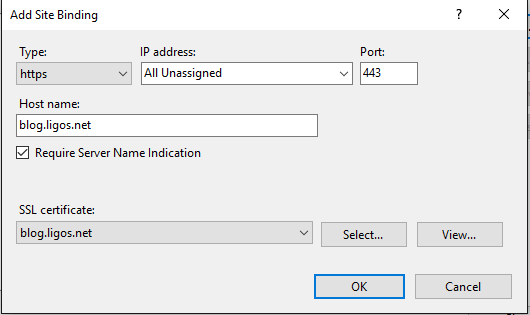 Add Site Binding ? ×
Type: IP address: Port:
https All Unassigned 443
Host name:
blog.ligos.net
Require Server Name Indication
SSL certificate:
blog.ligos.net Select... View...
OK Cancel